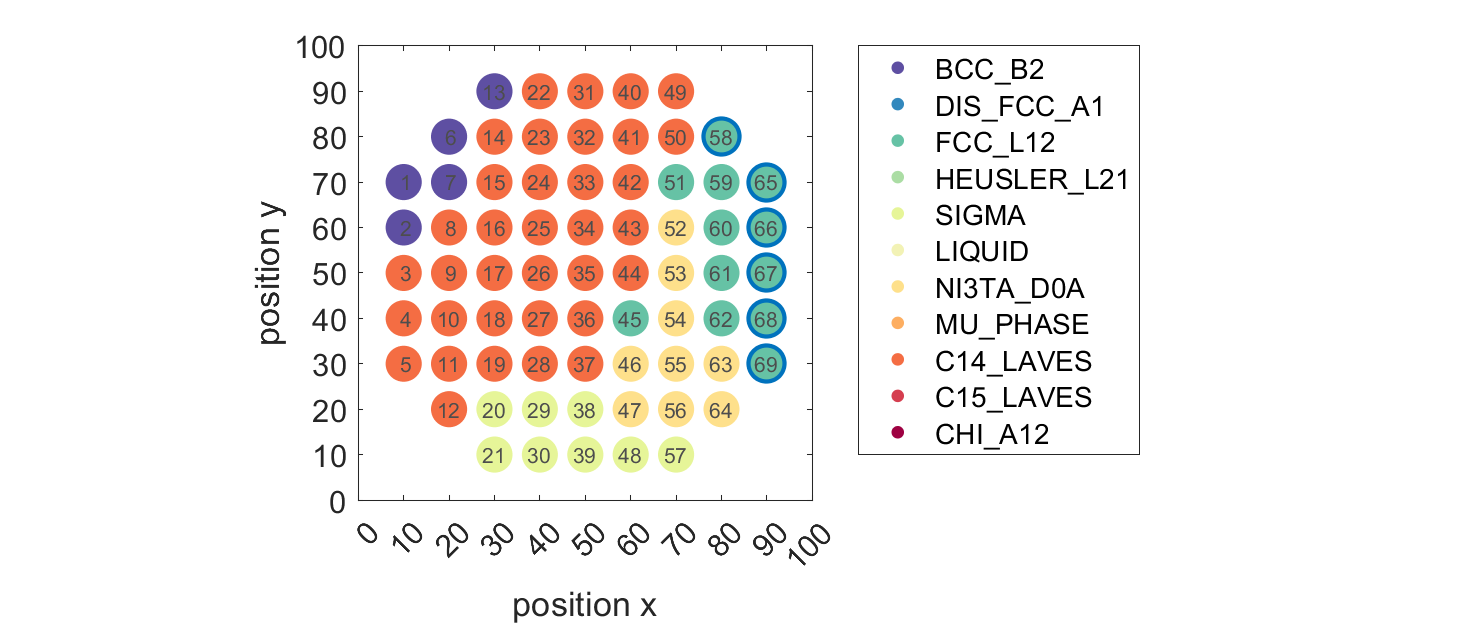 100
90 13 22 31 40 49
80 6 14 23 32 41 50 58
70 1 7 15 24 33 42 51 59 65
60 2 8 16 25 34 43 52 60 66
50 3 9 17 26 35 44 53 61 67
40 4 10 18 27 36 45 54 62 68
30 5 11 19 28 37 46 55 63 69
20 12 20 29 38 47 56 64
10 21 30 39 48 57
0
position y
0 10 20 30 40 50 60 70 80 90 100
position x
BCC_B2
DIS_FCC_A1
FCC_L12
HEUSLER_L21
SIGMA
LIQUID
NI3TA_D0A
MU_PHASE
C14_LAVES
C15_LAVES
CHI_A12